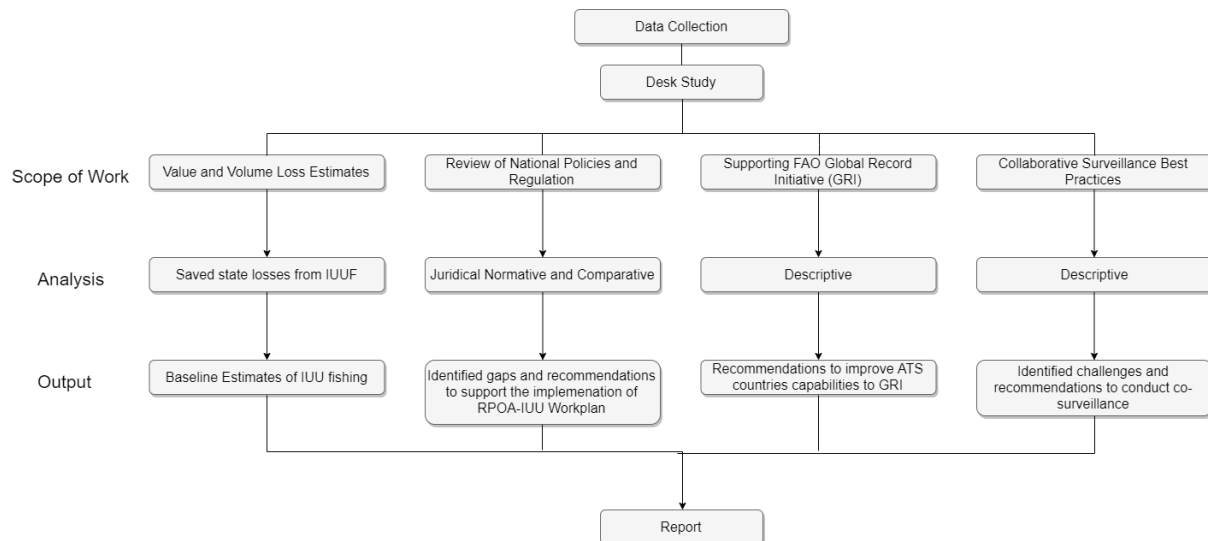 Data Collection
Desk Study
Scope of Work
Value and Volume Loss Estimates
Review of National Policies and
Regulation
Supporting FAO Global Record
Initiative (GRI)
Collaborative Surveillance Best
Practices
Analysis
Saved state losses from IUUF
Juridical Normative and Comparative
Descriptive
Descriptive
Output
Baseline Estimates of IUU fishing
Identified gaps and recommendations
to support the implemenation of
RPOA-IUU Workplan
Recommendations to improve ATS
countries capabilities to GRI
Identified challenges and
recommendations to conduct co-
surveillance
Report